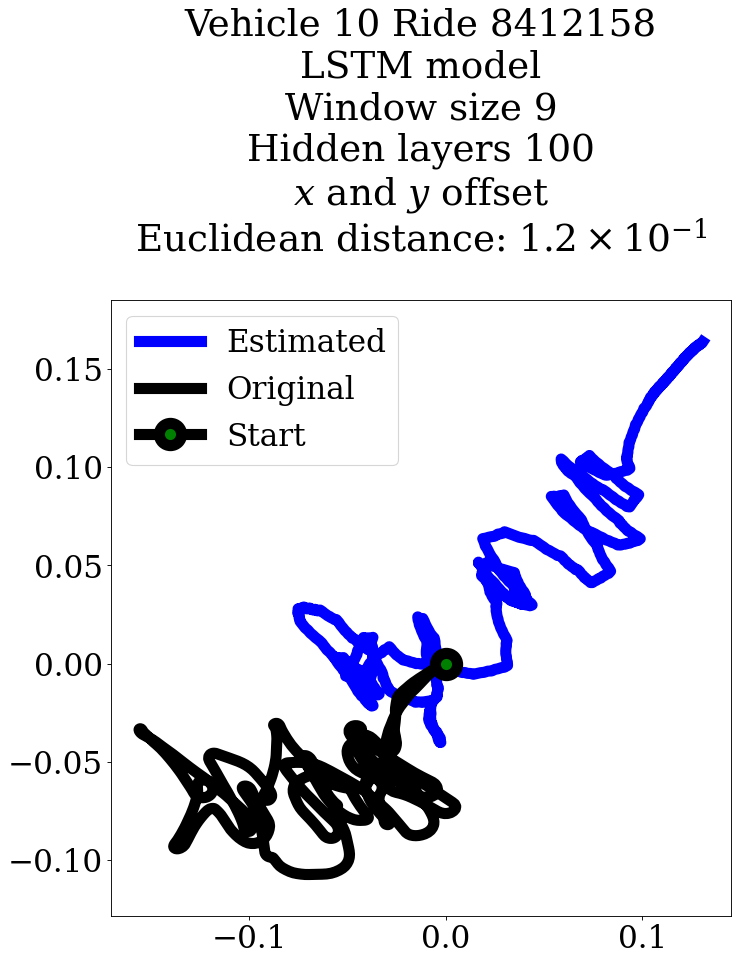 Vehicle 10 Ride 8412158
LSTM model
Window size 9
Hidden layers 100
x and y offset
Euclidean distance: 1.2 × 10⁻¹
Estimated
Original
Start
0.15
0.10
0.05
0.00
−0.05
−0.10
−0.1
0.0
0.1